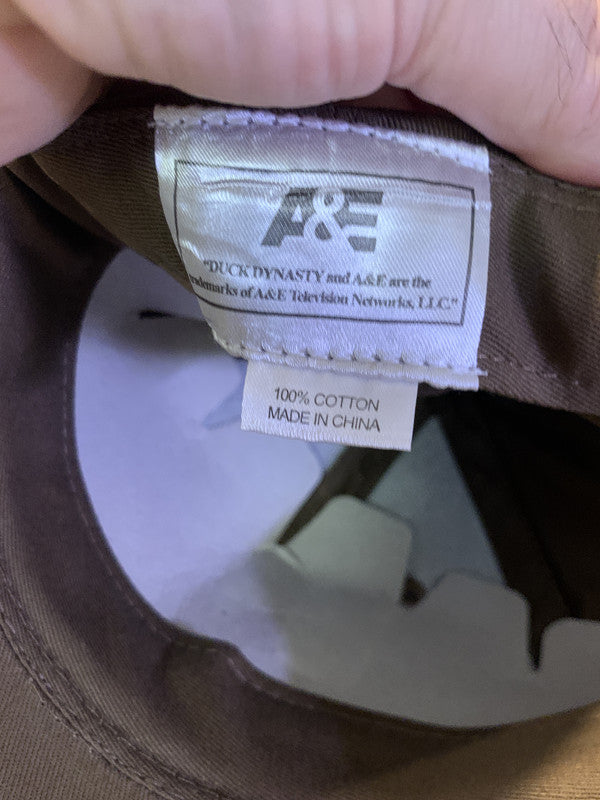 A&E
"DUCK DYNASTY and A&E are the
trademarks of A&E Television Networks, LLC."
100% COTTON
MADE IN CHINA